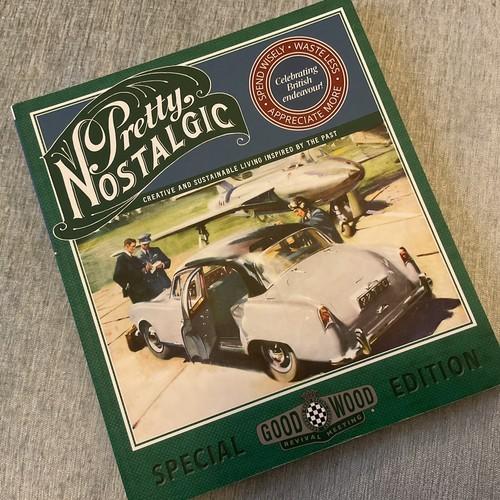 Pretty
NOSTALGIC
SPEND WISELY • WASTE LESS
• APPRECIATE MORE •
Celebrating
British
endeavour!
CREATIVE AND SUSTAINABLE LIVING INSPIRED BY THE PAST
SPECIAL
GOOD WOOD
REVIVAL MEETING
EDITION